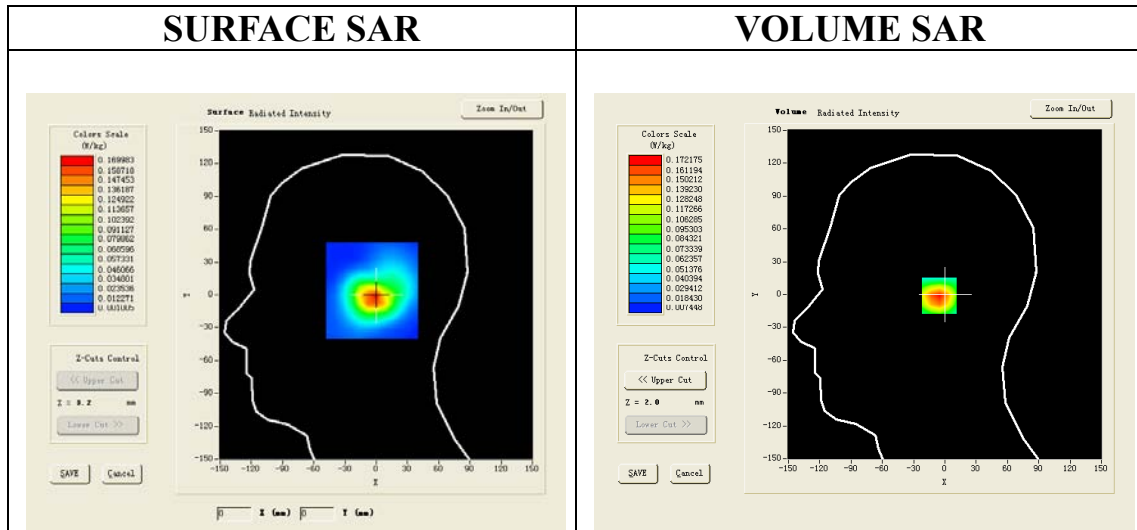 SURFACE SAR
VOLUME SAR
Surface Radiated Intensity
Zoom In/Out
Colors Scale
(W/kg)
0.169983
0.158718
0.147453
0.136187
0.124922
0.113657
0.102392
0.091127
0.079862
0.068596
0.057331
0.046066
0.034801
0.023536
0.012271
0.001005
150
120
90
60
30
0
-30
-60
-90
-120
-150
Y
-150 -120 -90 -60 -30 0 30 60 90 120 150
X
Z-Cuts Control
<< Upper Cut
Z = 0.2 mm
Lower Cut >>
SAVE Cancel
0 X (mm) 0 Y (mm)
Volume Radiated Intensity
Zoom In/Out
Colors Scale
(W/kg)
0.172175
0.161194
0.150212
0.139230
0.128248
0.117266
0.106285
0.095303
0.084321
0.073339
0.062357
0.051376
0.040394
0.029412
0.018430
0.007448
150
120
90
60
30
0
-30
-60
-90
-120
-150
Y
-150 -120 -90 -60 -30 0 30 60 90 120 150
X
Z-Cuts Control
<< Upper Cut
Z = 2.0 mm
Lower Cut >>
SAVE Cancel